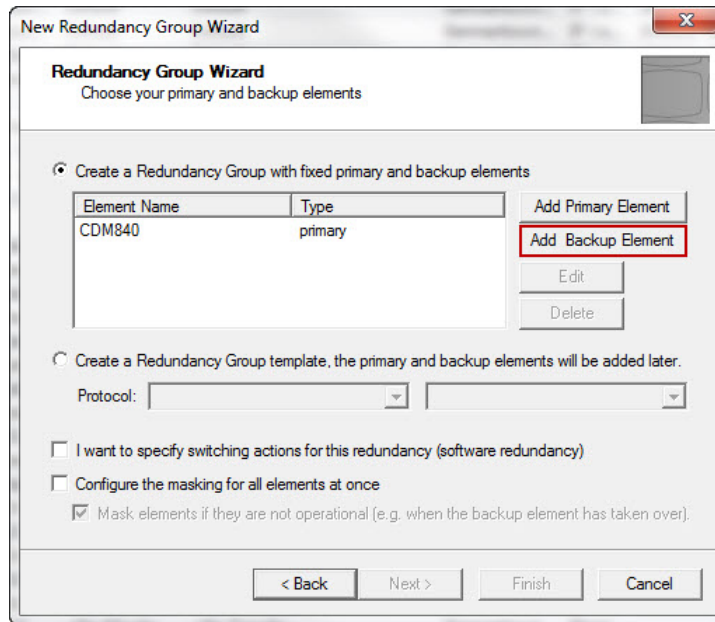 New Redundancy Group Wizard
Redundancy Group Wizard
Choose your primary and backup elements
Create a Redundancy Group with fixed primary and backup elements
Element Name Type
CDM840 primary
Add Primary Element
Add Backup Element
Edit
Delete
Create a Redundancy Group template, the primary and backup elements will be added later.
Protocol:
I want to specify switching actions for this redundancy (software redundancy)
Configure the masking for all elements at once
Mask elements if they are not operational (e.g. when the backup element has taken over).
< Back Next > Finish Cancel